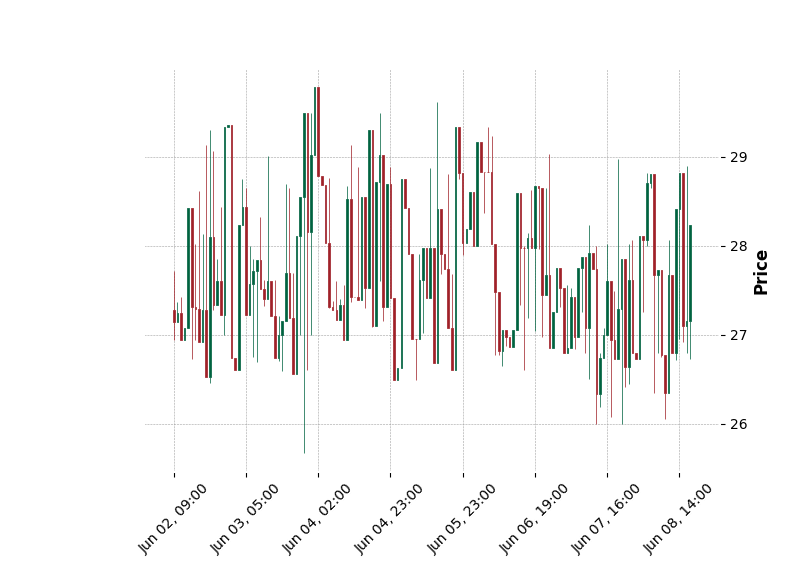 29
28
27
26
Price
Jun 02, 09:00
Jun 03, 05:00
Jun 04, 02:00
Jun 04, 23:00
Jun 05, 23:00
Jun 06, 19:00
Jun 07, 16:00
Jun 08, 14:00